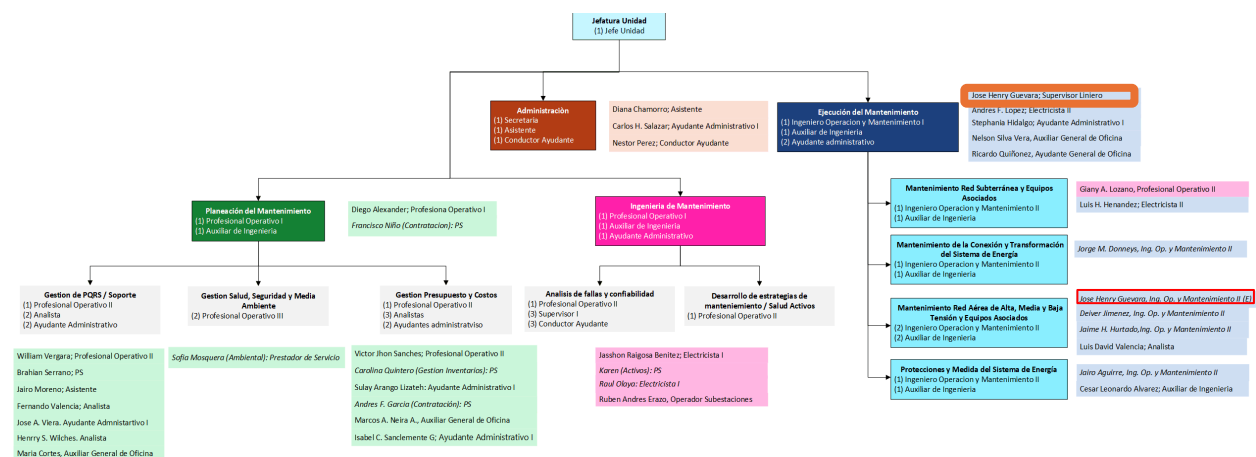 Jefatura Unidad
(1) Jefe Unidad
Administraciòn
(1) Secretaria
(1) Asistente
(1) Conductor Ayudante
Diana Chamorro; Asistente
Carlos H. Salazar; Ayudante Administrativo I
Nestor Perez; Conductor Ayudante
Ejecución del Mantenimiento
(1) Ingeniero Operacion y Mantenimiento I
(1) Auxiliar de Ingenieria
(2) Ayudante administrativo
Jose Henry Guevara; Supervisor Liniero
Andres F. Lopez; Electricista II
Stephania Hidalgo; Ayudante Administrativo I
Nelson Silva Vera, Auxiliar General de Oficina
Ricardo Quiñonez, Ayudante General de Oficina
Planeación del Mantenimiento
(1) Profesional Operativo I
(1) Auxiliar de Ingenieria
Diego Alexander; Profesiona Operativo I
Francisco Niño (Contratacion): PS
Ingenieria de Mantenimiento
(1) Profesional Operativo I
(1) Auxiliar de Ingenieria
(1) Ayudante Administrativo
Mantenimiento Red Subterránea y Equipos
Asociados
(1) Ingeniero Operacion y Mantenimiento II
(1) Auxiliar de Ingenieria
Giany A. Lozano, Profesional Operativo II
Luis H. Henandez; Electricista II
Mantenimiento de la Conexión y Transformación
del Sistema de Energía
(1) Ingeniero Operacion y Mantenimiento II
(1) Auxiliar de Ingenieria
Jorge M. Donneys, Ing. Op. y Mantenimiento II
Mantenimiento Red Aérea de Alta, Media y Baja
Tensión y Equipos Asociados
(2) Ingeniero Operacion y Mantenimiento II
(2) Auxiliar de Ingenieria
Jose Henry Guevara, Ing. Op. y Mantenimiento II (E)
Deiver Jimenez, Ing. Op. y Mantenimiento II
Jaime H. Hurtado,Ing. Op. y Mantenimiento II
Luis David Valencia; Analista
Protecciones y Medida del Sistema de Energía
(1) Ingeniero Operacion y Mantenimiento II
(1) Auxiliar de Ingenieria
Jairo Aguirre, Ing. Op. y Mantenimiento II
Cesar Leonardo Alvarez; Auxiliar de Ingenieria
Gestion de PQRS / Soporte
(1) Profesional Operativo II
(2) Analista
(2) Ayudante Administratvo
Gestion Salud, Seguridad y Media
Ambiente
(2) Profesional Operativo III
Gestion Presupuesto y Costos
(1) Profesional Operativo II
(3) Analistas
(2) Ayudantes administratviso
Analisis de fallas y confiabilidad
(1) Profesional Operativo II
(3) Supervisor I
(3) Conductor Ayudante
Desarrollo de estrategias de
mantenemiento / Salud Activos
(1) Profesional Operativo II
William Vergara; Profesional Operativo II
Brahian Serrano; PS
Jairo Moreno; Asistente
Fernando Valencia; Analista
Jose A. Viera. Ayudante Admnistartivo I
Henrry S. Wilches. Analista
Maria Cortes, Auxiliar General de Oficina
Sofia Mosquera (Ambiental): Prestador de Servicio
Victor Jhon Sanches; Profesional Operativo II
Carolina Quintero (Gestion Inventarios): PS
Sulay Arango Lizateh: Ayudante Administrativo I
Andres F. Garcia (Contratación): PS
Marcos A. Neira A., Auxiliar General de Oficina
Isabel C. Sanclemente G; Ayudante Administrativo I
Jasshon Raigosa Benitez; Electricista I
Karen (Activos): PS
Raul Olaya: Electricista I
Ruben Andres Erazo, Operador Subestaciones